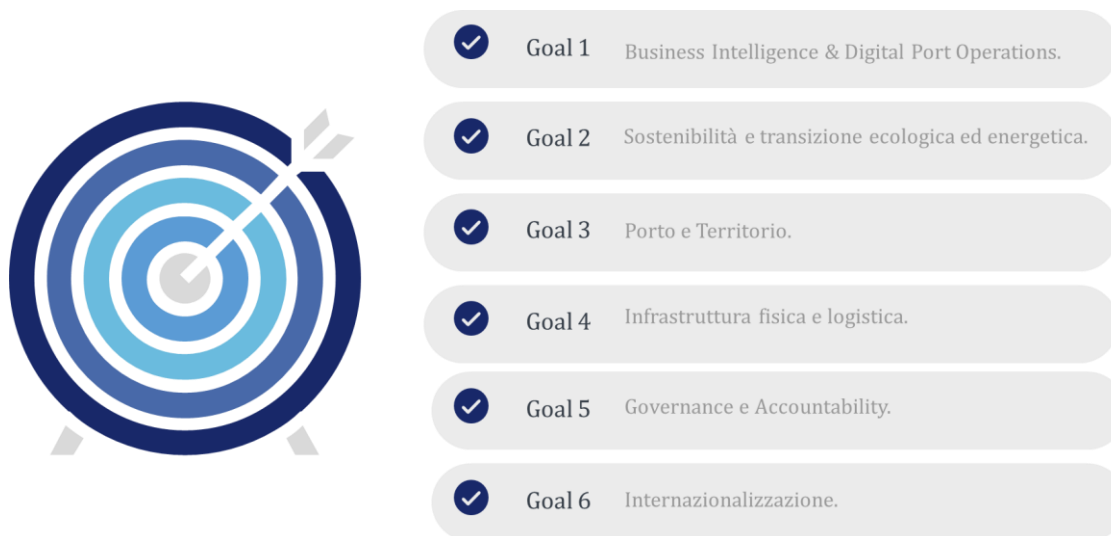 Goal 1 Business Intelligence & Digital Port Operations.
Goal 2 Sostenibilità e transizione ecologica ed energetica.
Goal 3 Porto e Territorio.
Goal 4 Infrastruttura fisica e logistica.
Goal 5 Governance e Accountability.
Goal 6 Internazionalizzazione.